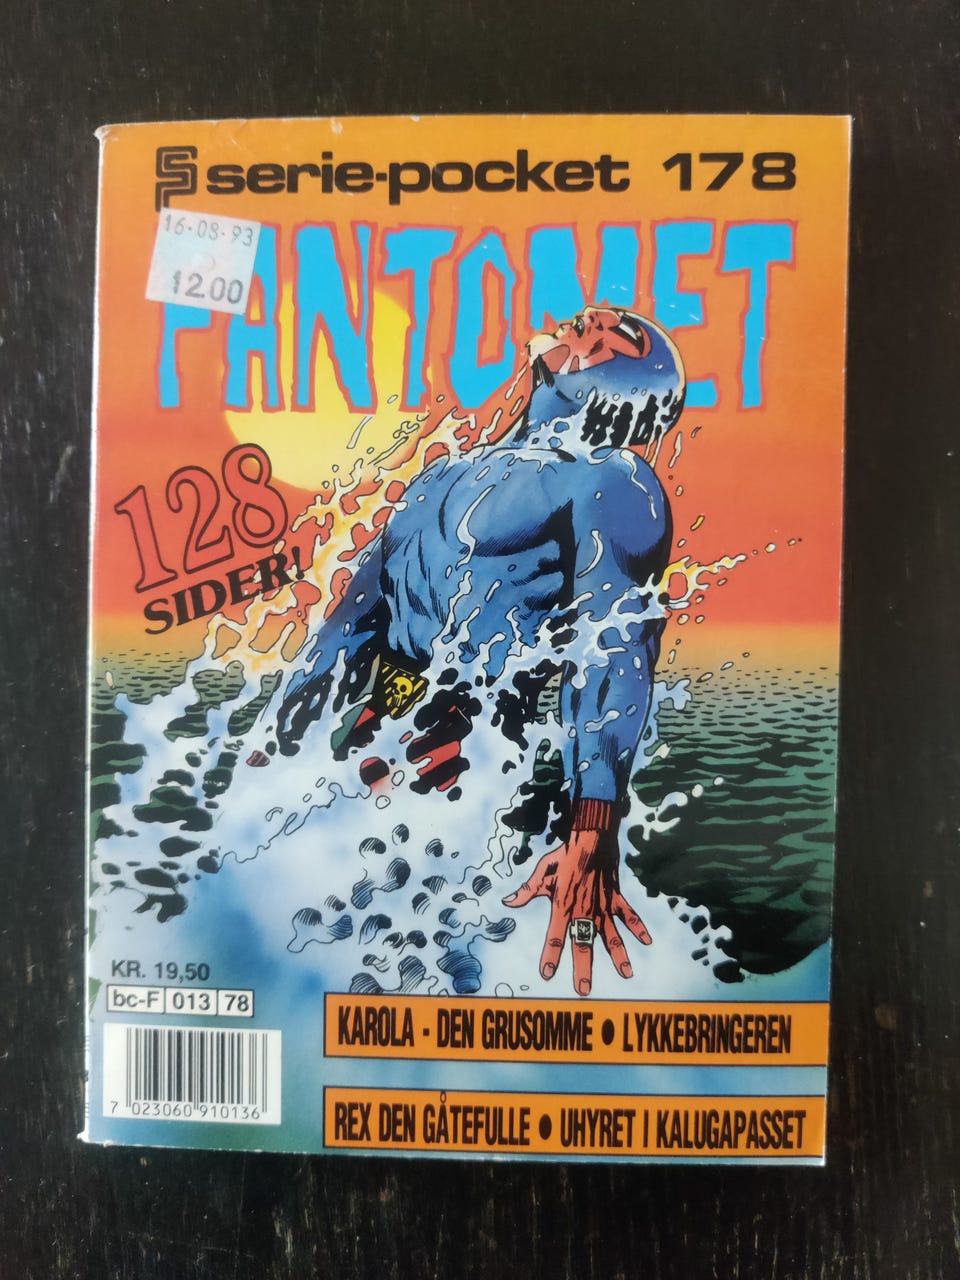 serie-pocket 178
16-08-93
12.00
FANTOMET
128
SIDER!
KR. 19,50
bc-F 013 78
7 023060 910136
KAROLA - DEN GRUSOMME • LYKKEBRINGEREN
REX DEN GÅTEFULLE • UHYRET I KALUGAPASSET